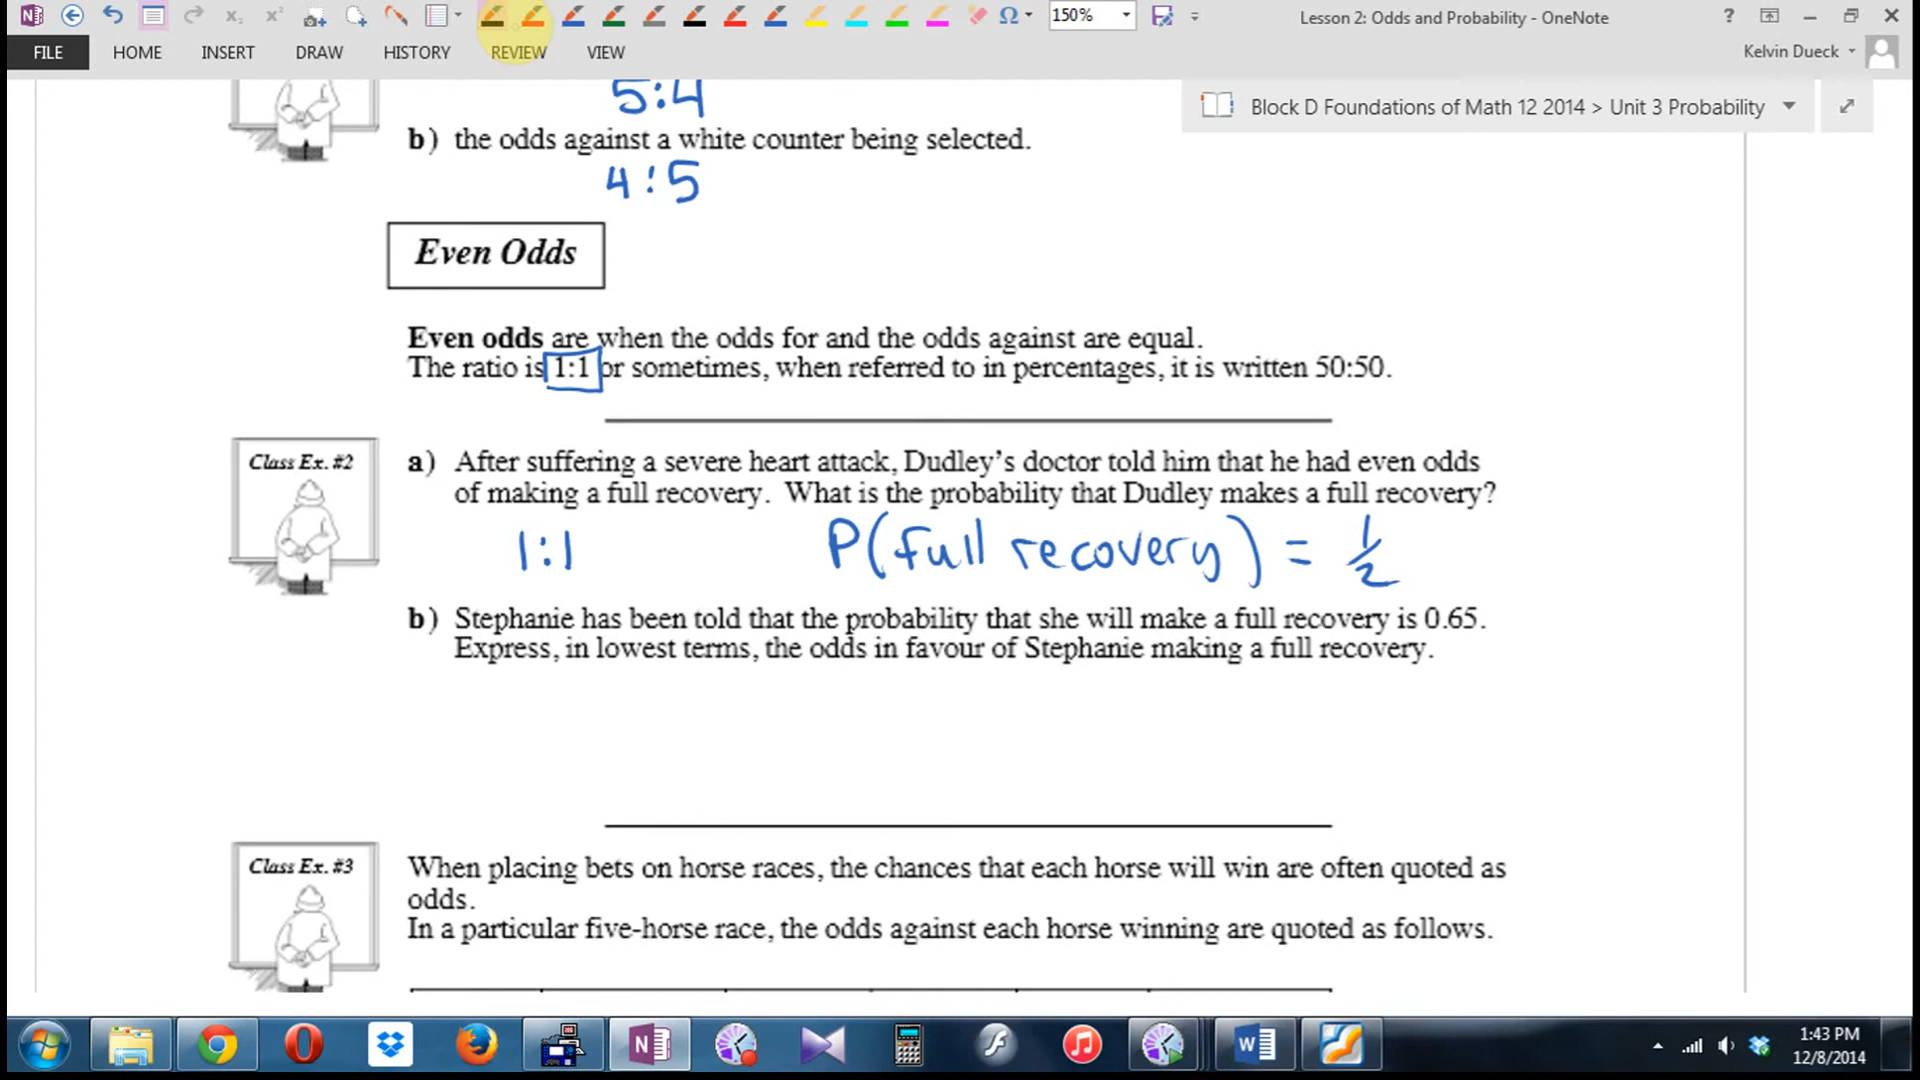 150%
Lesson 2: Odds and Probability - OneNote
FILE HOME INSERT DRAW HISTORY REVIEW VIEW
Kelvin Dueck
5:4
Block D Foundations of Math 12 2014 > Unit 3 Probability
b) the odds against a white counter being selected.
4:5
Even Odds
Even odds are when the odds for and the odds against are equal.
The ratio is 1:1 or sometimes, when referred to in percentages, it is written 50:50.
Class Ex. #2
a) After suffering a severe heart attack, Dudley's doctor told him that he had even odds
of making a full recovery. What is the probability that Dudley makes a full recovery?
1:1 P(full recovery) = 1/2
b) Stephanie has been told that the probability that she will make a full recovery is 0.65.
Express, in lowest terms, the odds in favour of Stephanie making a full recovery.
Class Ex. #3
When placing bets on horse races, the chances that each horse will win are often quoted as
odds.
In a particular five-horse race, the odds against each horse winning are quoted as follows.
1:43 PM
12/8/2014